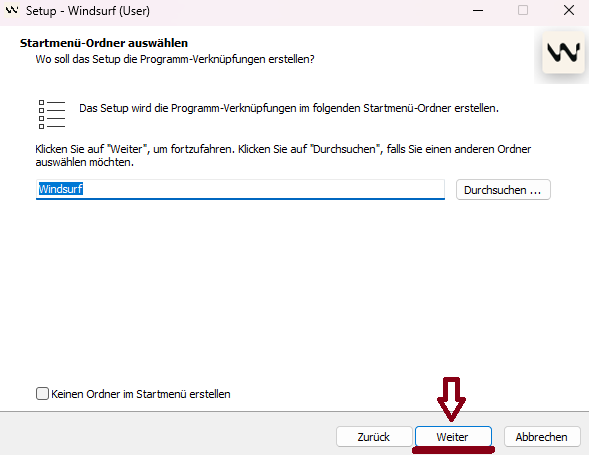 Setup - Windsurf (User)
Startmenü-Ordner auswählen
Wo soll das Setup die Programm-Verknüpfungen erstellen?
Das Setup wird die Programm-Verknüpfungen im folgenden Startmenü-Ordner erstellen.
Klicken Sie auf "Weiter", um fortzufahren. Klicken Sie auf "Durchsuchen", falls Sie einen anderen Ordner
auswählen möchten.
Windsurf
Durchsuchen ...
Keinen Ordner im Startmenü erstellen
Zurück
Weiter
Abbrechen